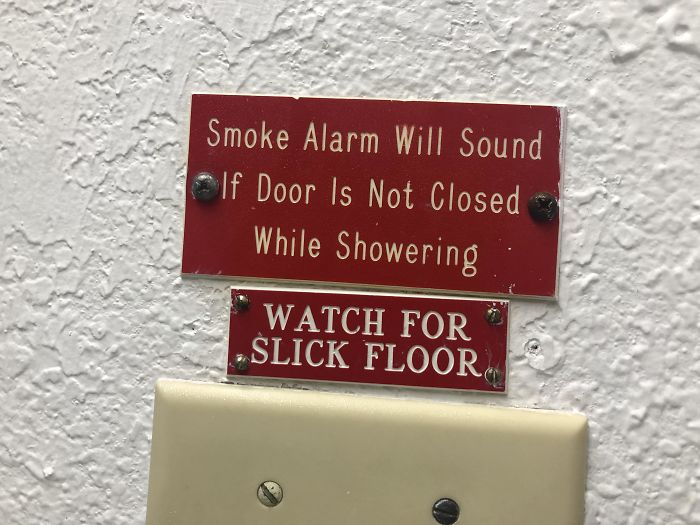 Smoke Alarm Will Sound
If Door Is Not Closed
While Showering
WATCH FOR
SLICK FLOOR